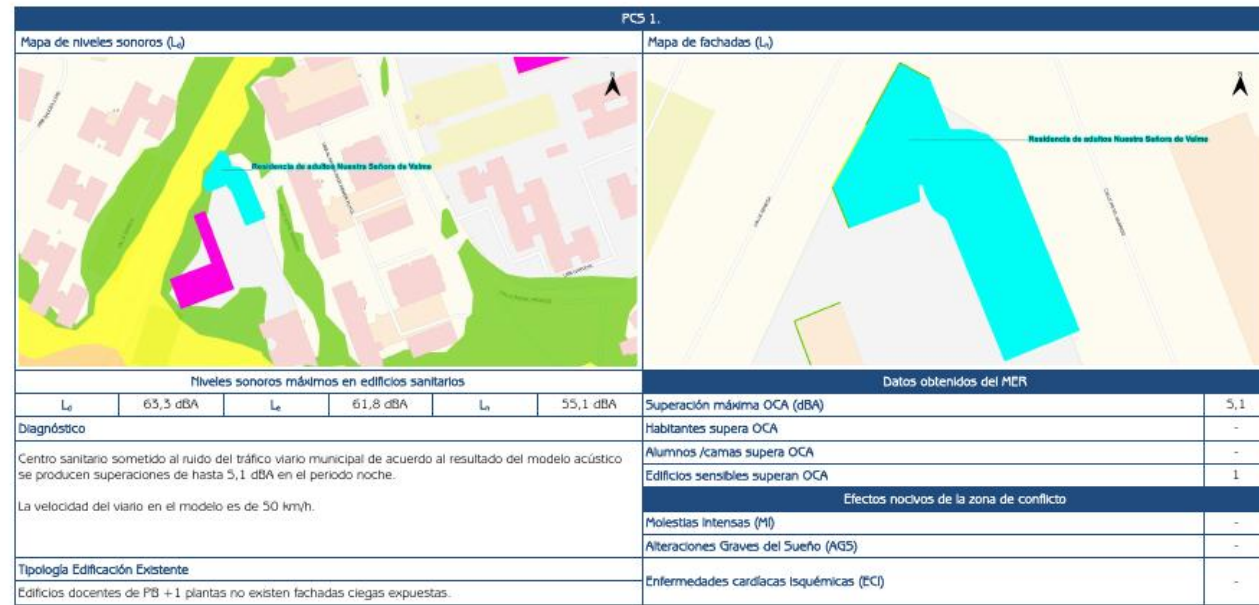 PCS 1.
Mapa de niveles sonoros (Ld)
Mapa de fachadas (Ln)
N
Residencia de adultos Nuestra Señora de Valme
N
Residencia de adultos Nuestra Señora de Valme
Niveles sonoros máximos en edificios sanitarios
Ld 63,3 dBA Le 61,8 dBA Ln 55,1 dBA
Diagnóstico
Centro sanitario sometido al ruido del tráfico viario municipal de acuerdo al resultado del modelo acústico
se producen superaciones de hasta 5,1 dBA en el periodo noche.
La velocidad del viario en el modelo es de 50 km/h.
Tipología Edificación Existente
Edificios docentes de PB +1 plantas no existen fachadas ciegas expuestas.
Datos obtenidos del MER
Superación máxima OCA (dBA) 5,1
Habitantes supera OCA -
Alumnos /camas supera OCA -
Edificios sensibles superan OCA 1
Efectos nocivos de la zona de conflicto
Molestias Intensas (MI) -
Alteraciones Graves del Sueño (AGS) -
Enfermedades cardíacas isquémicas (ECI) -